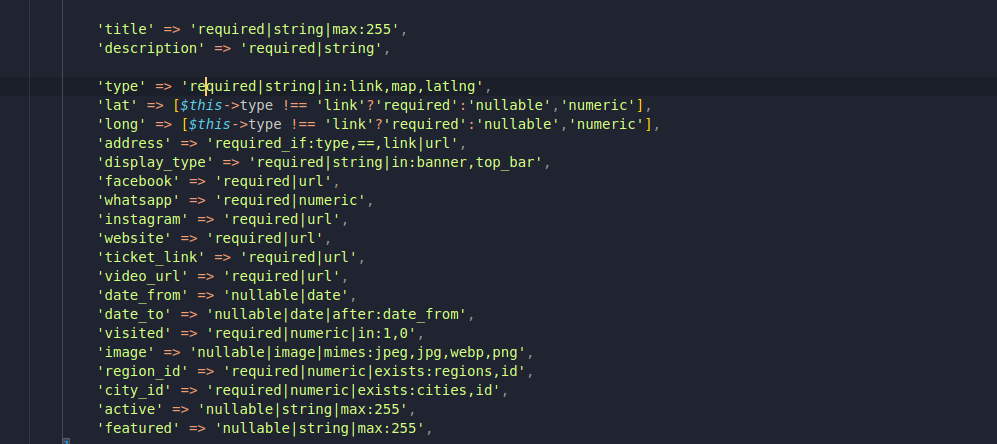 'title' => 'required|string|max:255',
'description' => 'required|string',
'type' => 'required|string|in:link,map,latlng',
'lat' => [$this->type !== 'link'?'required':'nullable','numeric'],
'long' => [$this->type !== 'link'?'required':'nullable','numeric'],
'address' => 'required_if:type,==,link|url',
'display_type' => 'required|string|in:banner,top_bar',
'facebook' => 'required|url',
'whatsapp' => 'required|numeric',
'instagram' => 'required|url',
'website' => 'required|url',
'ticket_link' => 'required|url',
'video_url' => 'required|url',
'date_from' => 'nullable|date',
'date_to' => 'nullable|date|after:date_from',
'visited' => 'required|numeric|in:1,0',
'image' => 'nullable|image|mimes:jpeg,jpg,webp,png',
'region_id' => 'required|numeric|exists:regions,id',
'city_id' => 'required|numeric|exists:cities,id',
'active' => 'nullable|string|max:255',
'featured' => 'nullable|string|max:255',